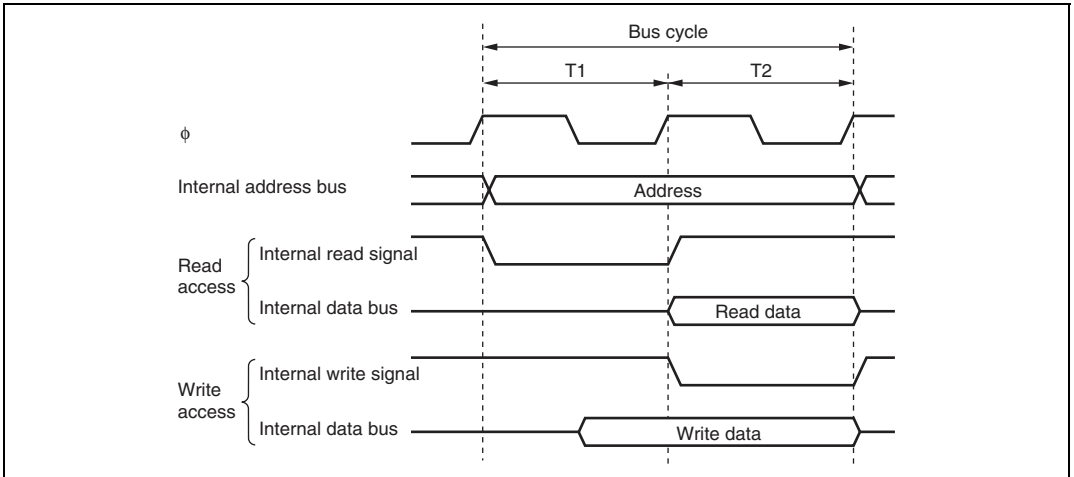 Bus cycle
T1
T2
ϕ
Internal address bus
Address
Read
access
Internal read signal
Internal data bus
Read data
Write
access
Internal write signal
Internal data bus
Write data